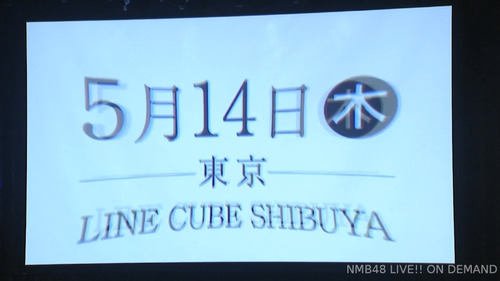 5月14日 木
東京
LINE CUBE SHIBUYA
NMB48 LIVE!! ON DEMAND